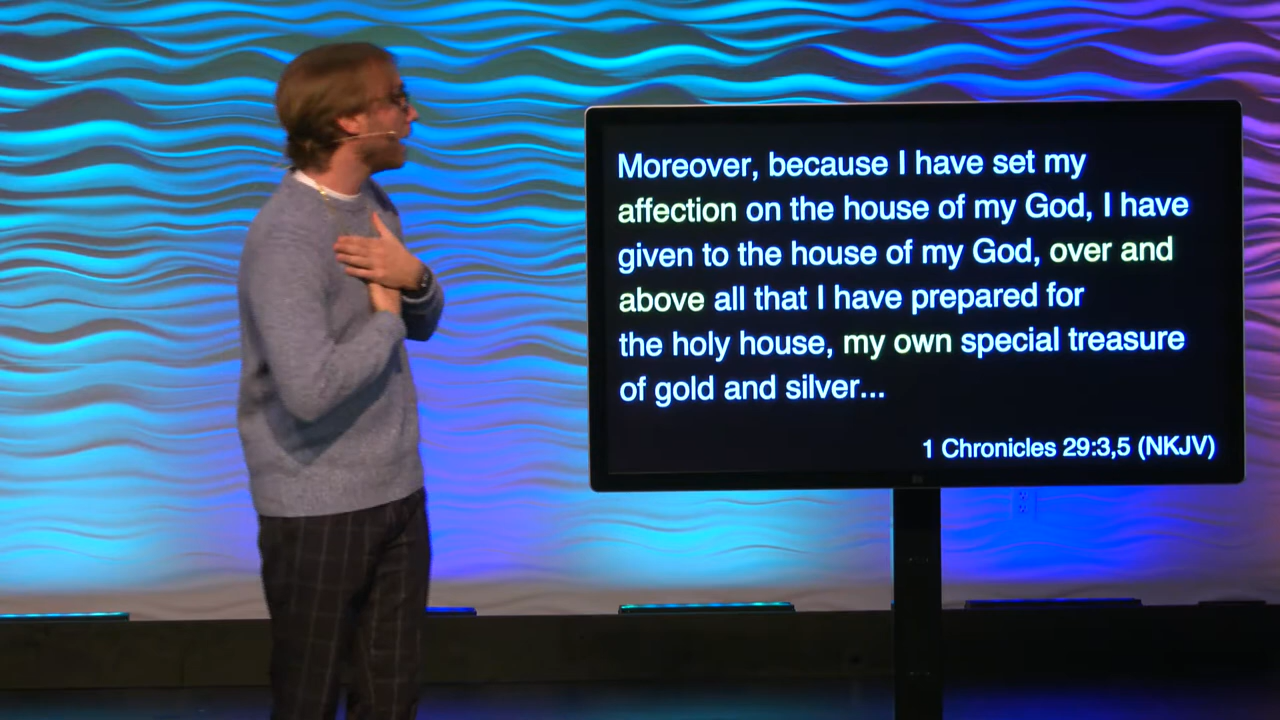 Moreover, because I have set my
affection on the house of my God, I have
given to the house of my God, over and
above all that I have prepared for
the holy house, my own special treasure
of gold and silver...
1 Chronicles 29:3,5 (NKJV)